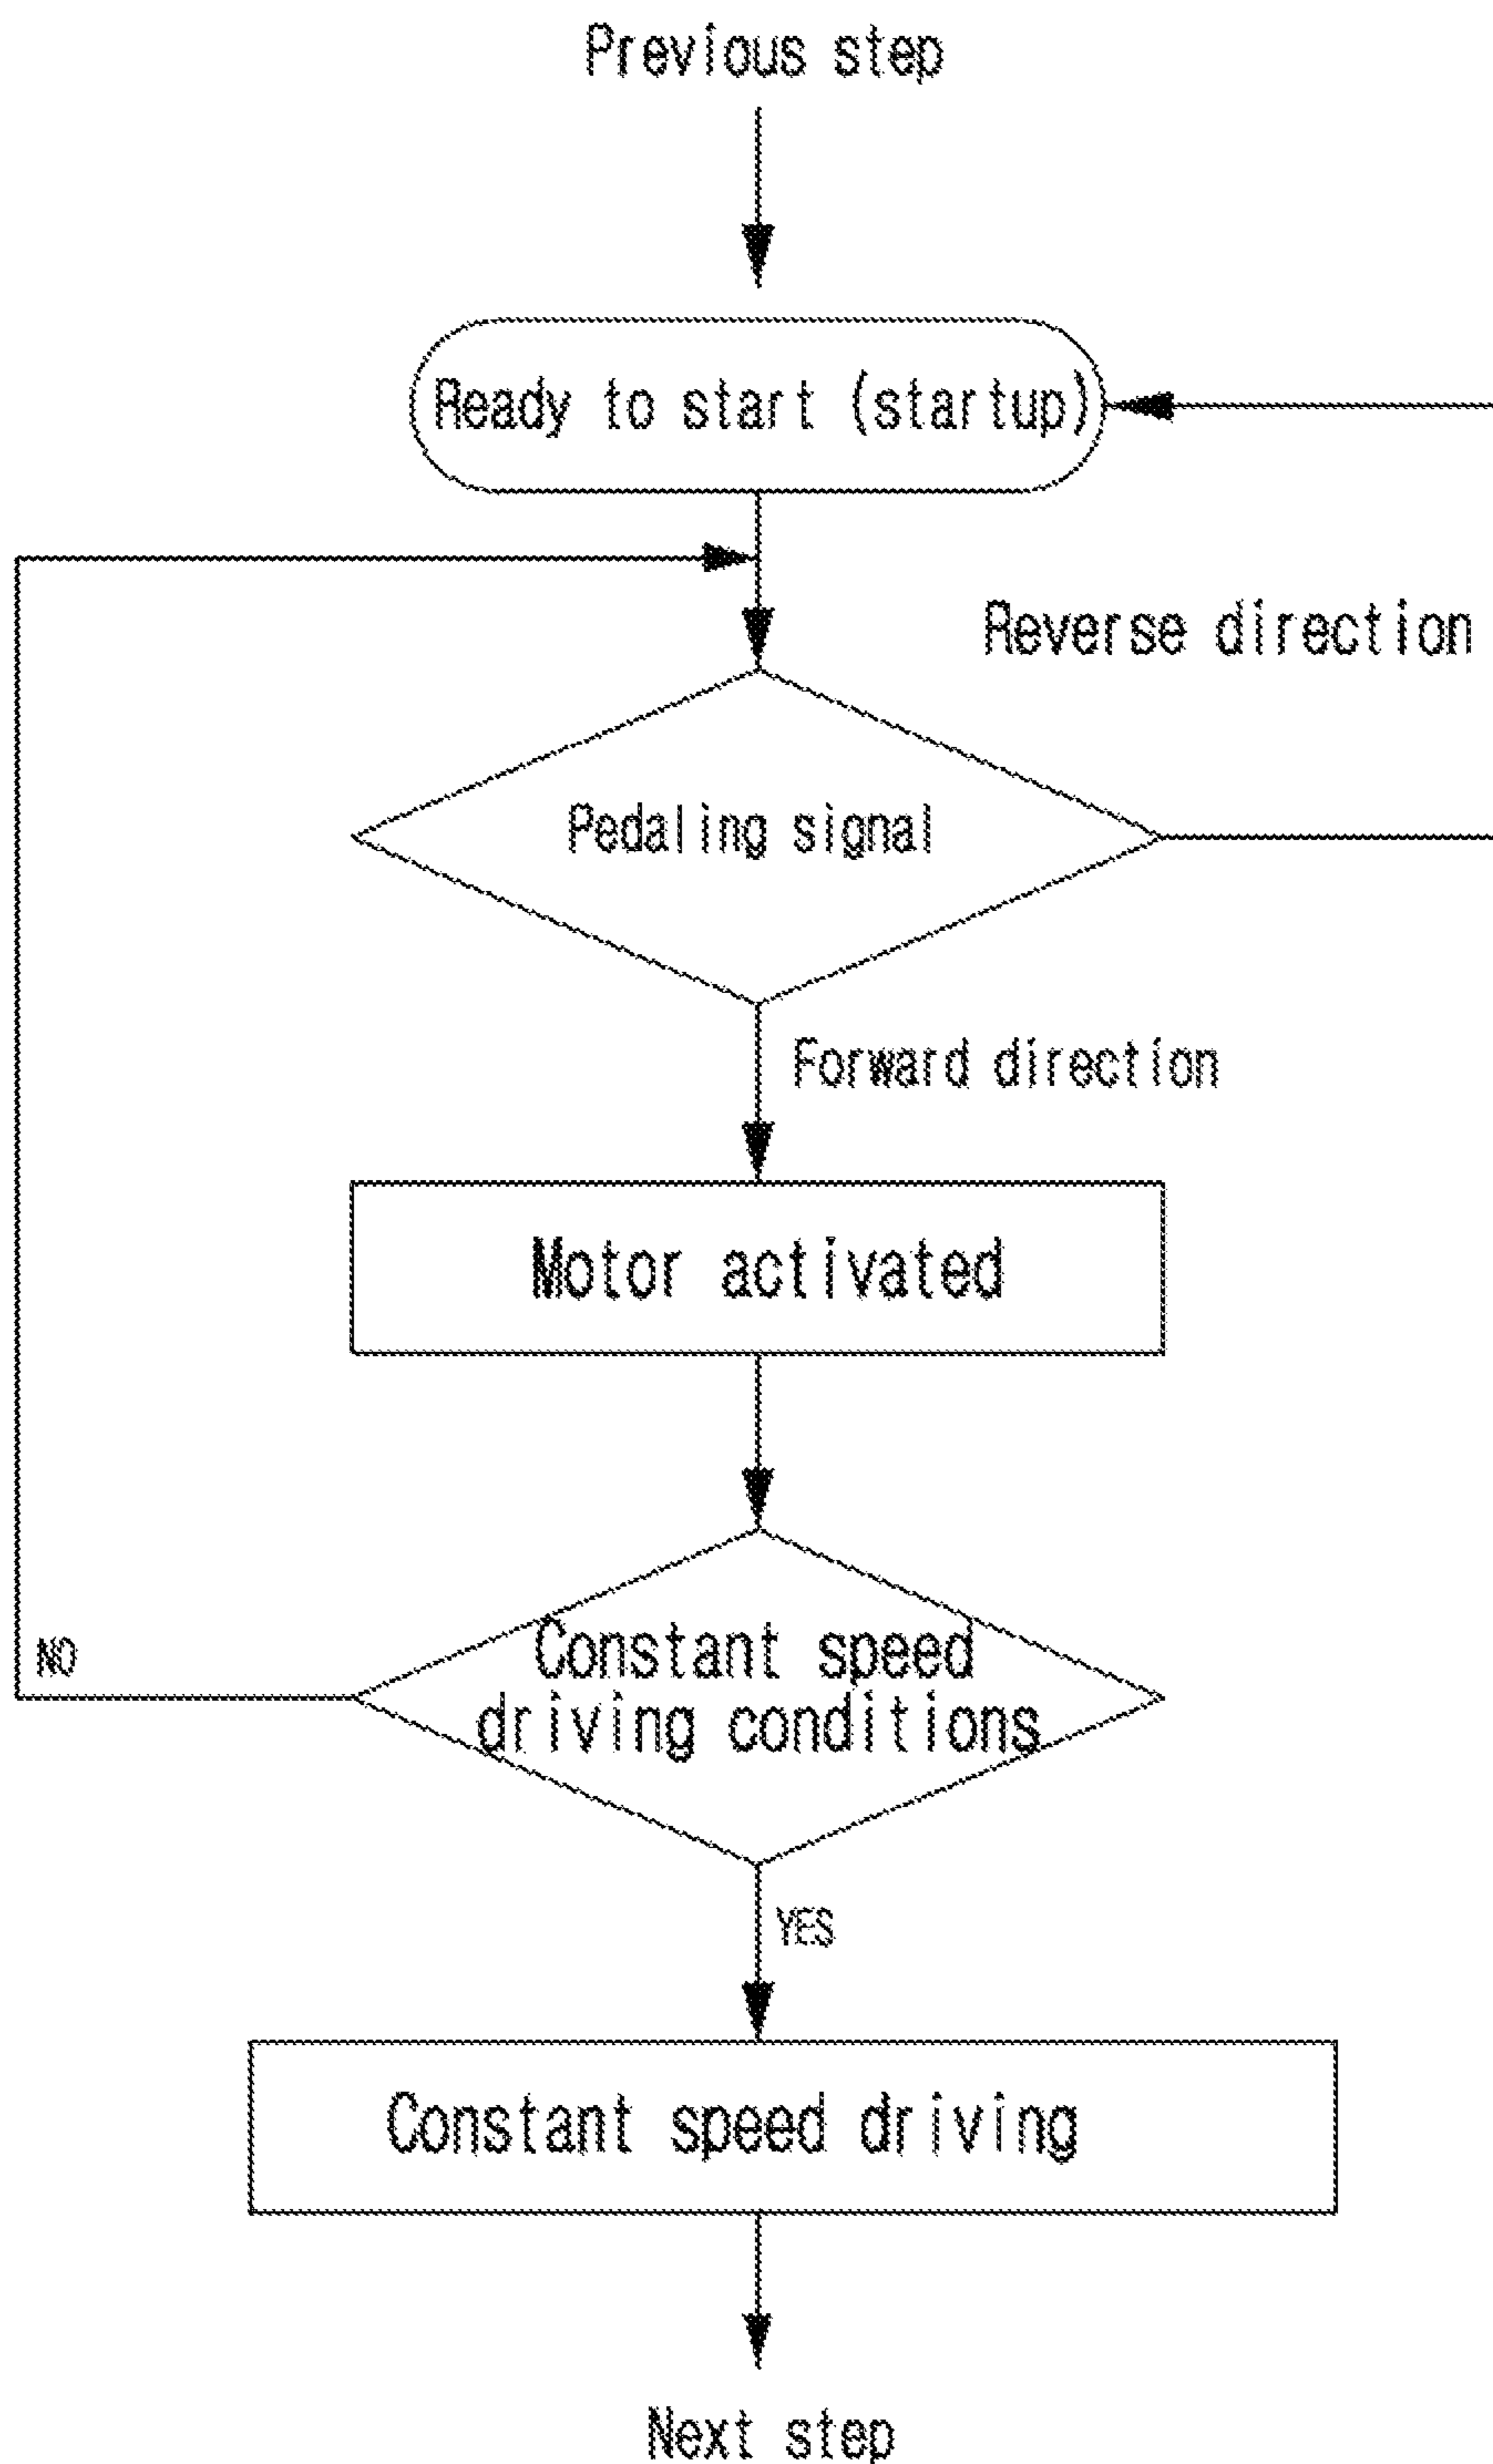 Previous step
Ready to start (startup)
Reverse direction
Pedaling signal
Forward direction
Motor activated
NO
Constant speed
driving conditions
YES
Constant speed driving
Next step